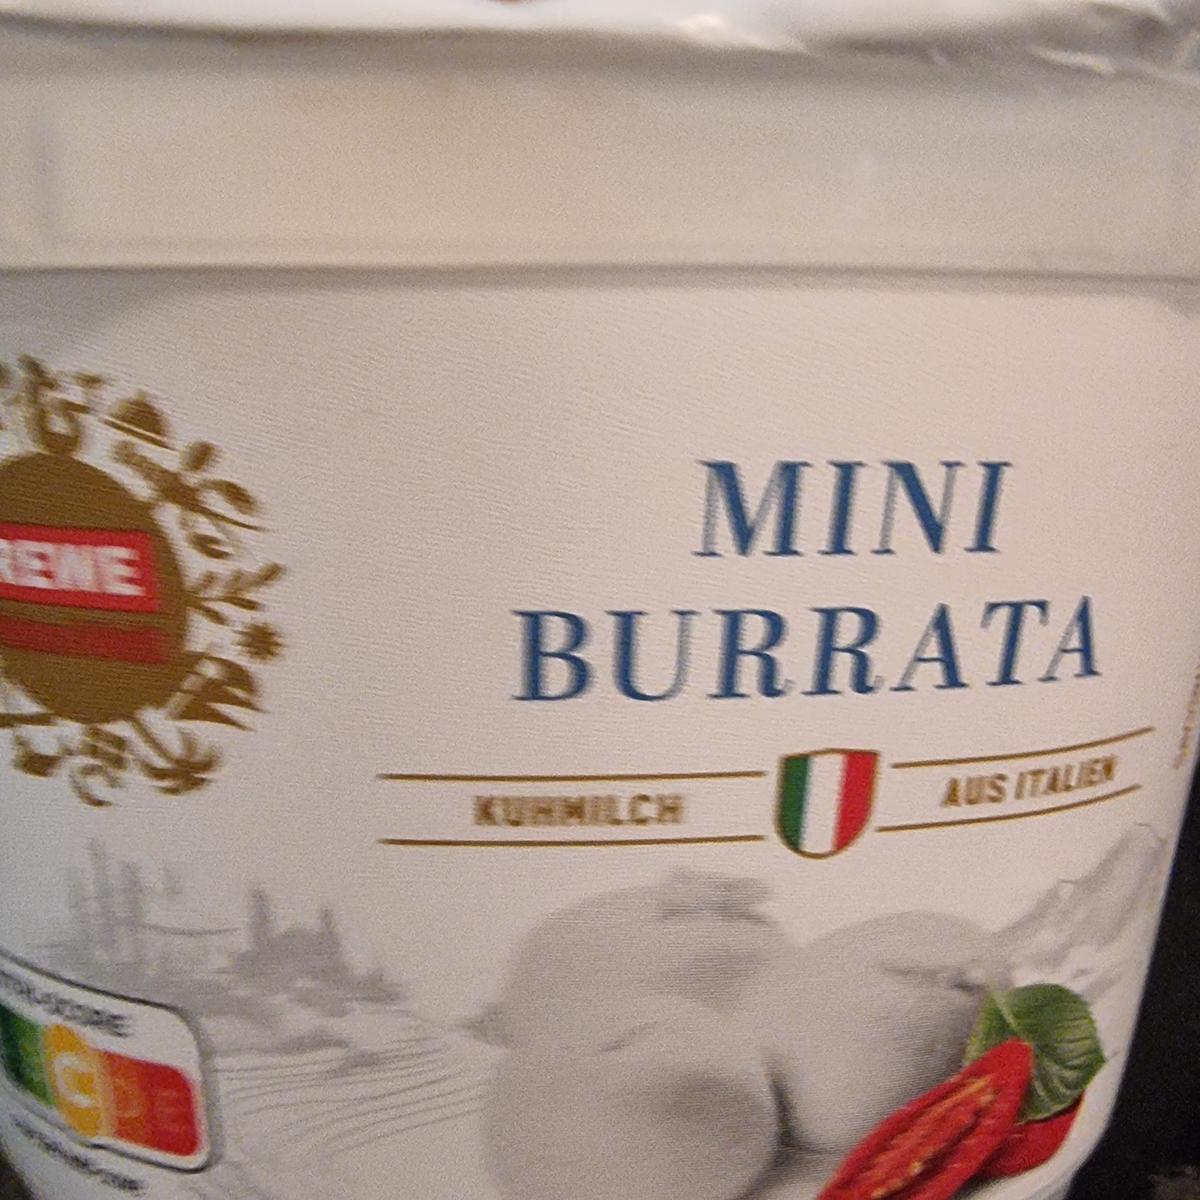 REWE
MINI
BURRATA
KUHMILCH
AUS ITALIEN
C D E